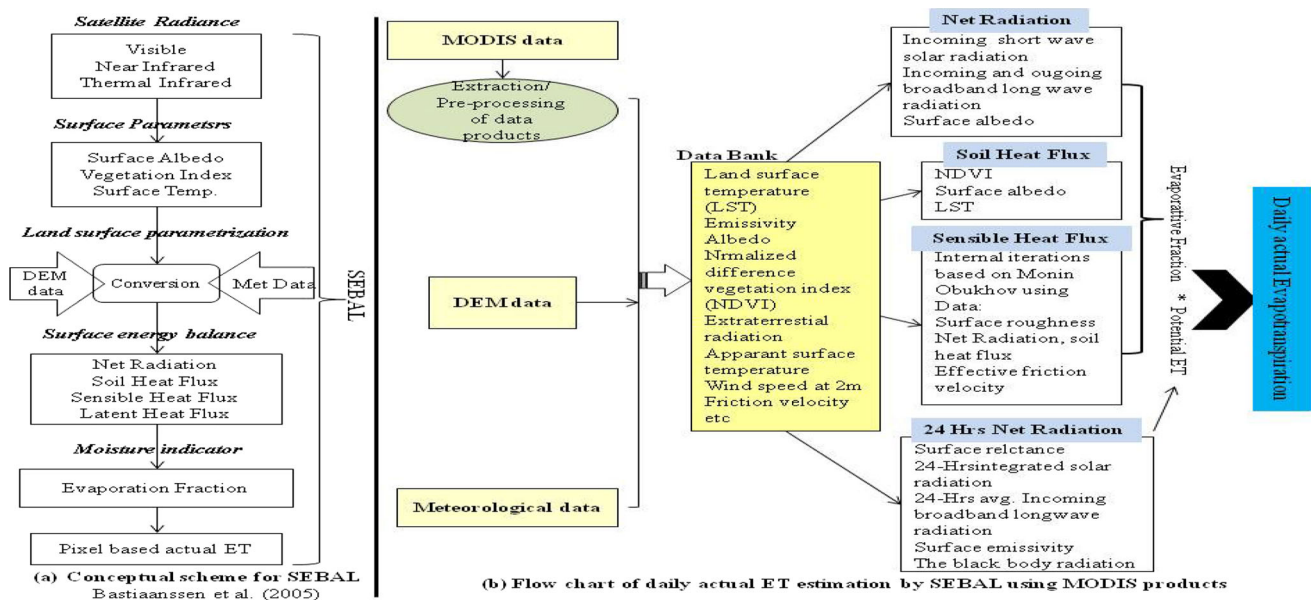 Satellite Radiance
Visible
Near Infrared
Thermal Infrared
Surface Parametsrs
Surface Albedo
Vegetation Index
Surface Temp.
Land surface parametrization
DEM
data
Conversion
Met Data
Surface energy balance
Net Radiation
Soil Heat Flux
Sensible Heat Flux
Latent Heat Flux
Moisture indicator
Evaporation Fraction
Pixel based actual ET
SEBAL
(a) Conceptual scheme for SEBAL
Bastiaanssen et al. (2005)
MODIS data
Extraction/
Pre-processing
of data
products
DEM data
Meteorological data
Data Bank
Land surface
temperature
(LST)
Emissivity
Albedo
Nrmalized
difference
vegetation index
(NDVI)
Extraterrestial
radiation
Apparant surface
temperature
Wind speed at 2m
Friction velocity
etc
Net Radiation
Incoming short wave
solar radiation
Incoming and ougoing
broadband long wave
radiation
Surface albedo
Soil Heat Flux
NDVI
Surface albedo
LST
Sensible Heat Flux
Internal iterations
based on Monin
Obukhov using
Data:
Surface roughness
Net Radiation, soil
heat flux
Effective friction
velocity
24 Hrs Net Radiation
Surface relctance
24-Hrsintegrated solar
radiation
24-Hrs avg. Incoming
broadband longwave
radiation
Surface emissivity
The black body radiation
Evaporattive Fraction * Potential ET
Daily actual Evapotranspiration
(b) Flow chart of daily actual ET estimation by SEBAL using MODIS products